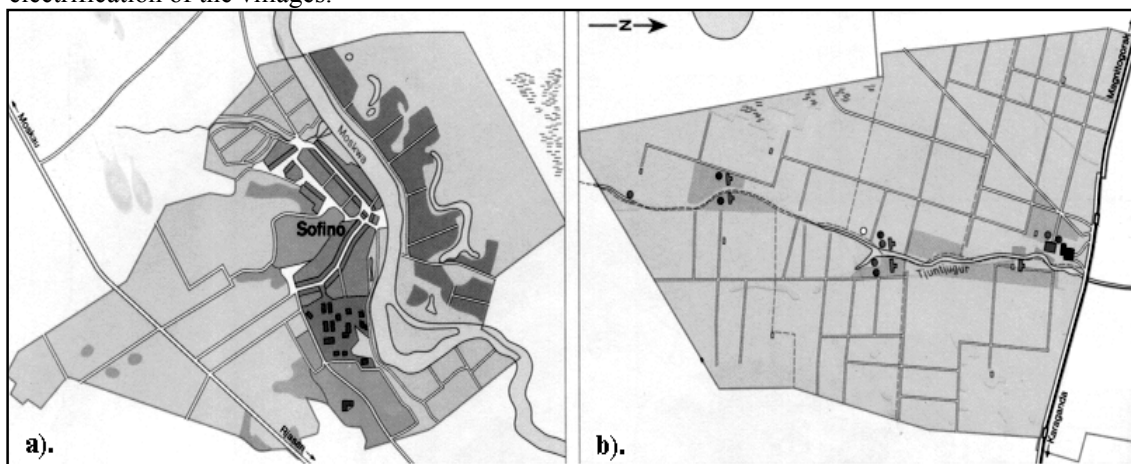 electrification of the villages.
Moskau
Moskwa
Sofino
Rjasan
a).
N
Magnitogorsk
Tjuntjugur
Karaganda
b).